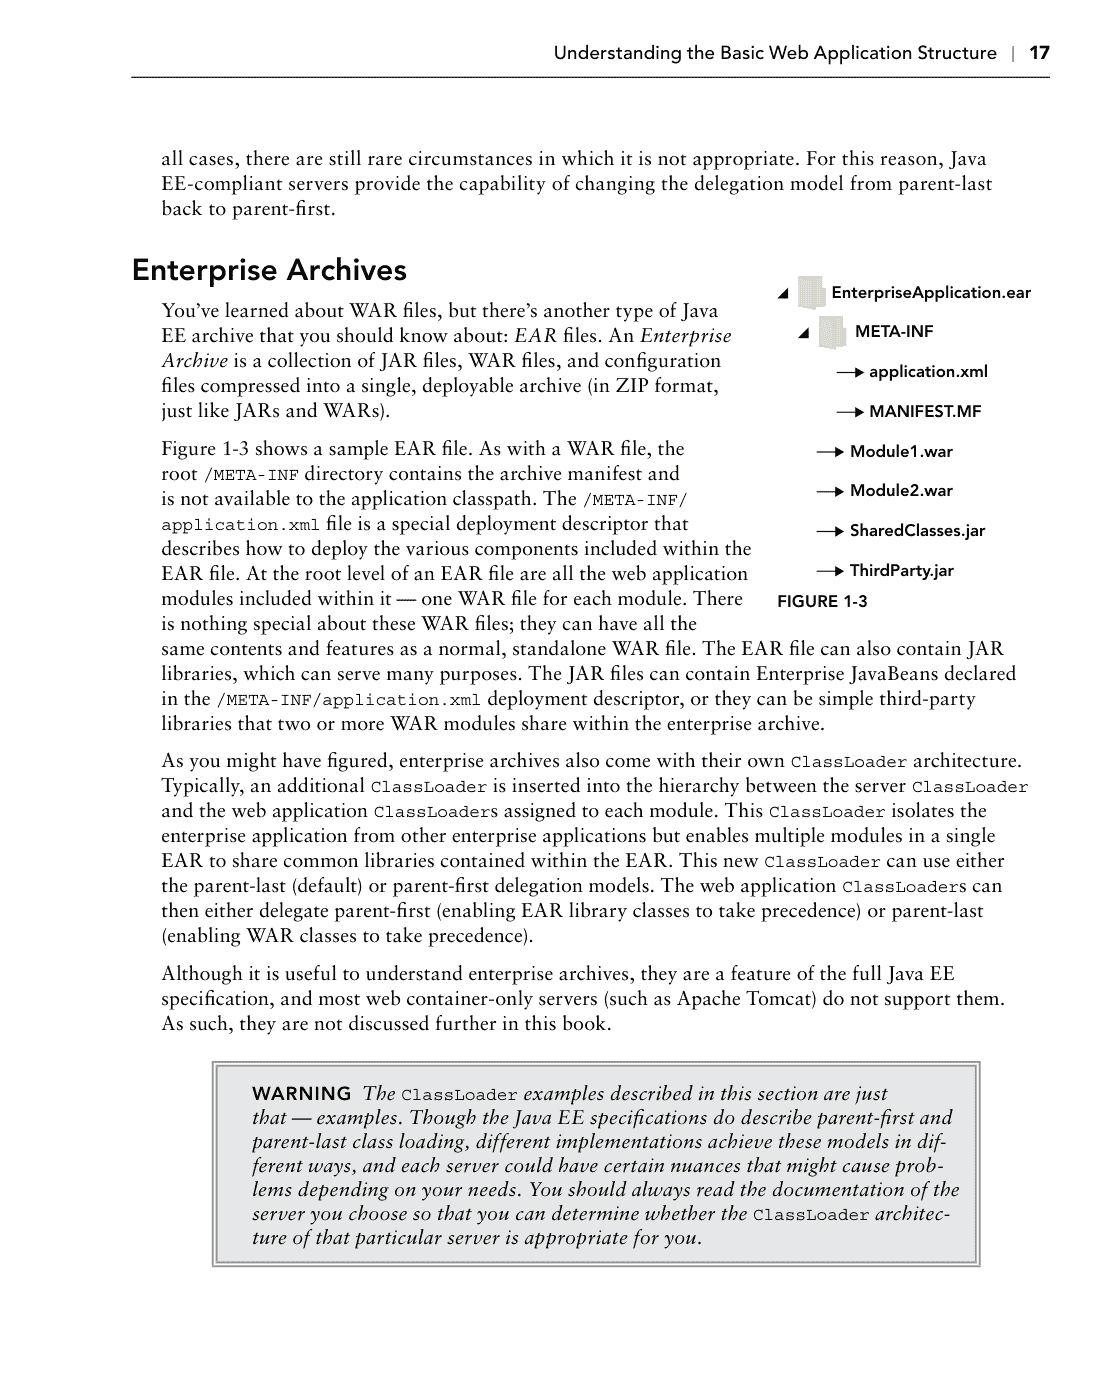 Understanding the Basic Web Application Structure | 17
all cases, there are still rare circumstances in which it is not appropriate. For this reason, Java
EE-compliant servers provide the capability of changing the delegation model from parent-last
back to parent-first.
Enterprise Archives
You've learned about WAR files, but there's another type of Java
EE archive that you should know about: EAR files. An Enterprise
Archive is a collection of JAR files, WAR files, and configuration
files compressed into a single, deployable archive (in ZIP format,
just like JARs and WARs).
Figure 1-3 shows a sample EAR file. As with a WAR file, the
root /META-INF directory contains the archive manifest and
is not available to the application classpath. The /META-INF/
application.xml file is a special deployment descriptor that
describes how to deploy the various components included within the
EAR file. At the root level of an EAR file are all the web application
modules included within it — one WAR file for each module. There
is nothing special about these WAR files; they can have all the
same contents and features as a normal, standalone WAR file. The EAR file can also contain JAR
libraries, which can serve many purposes. The JAR files can contain Enterprise JavaBeans declared
in the /META-INF/application.xml deployment descriptor, or they can be simple third-party
libraries that two or more WAR modules share within the enterprise archive.
EnterpriseApplication.ear
META-INF
application.xml
MANIFEST.MF
Module1.war
Module2.war
SharedClasses.jar
ThirdParty.jar
FIGURE 1-3
As you might have figured, enterprise archives also come with their own ClassLoader architecture.
Typically, an additional ClassLoader is inserted into the hierarchy between the server ClassLoader
and the web application ClassLoaders assigned to each module. This ClassLoader isolates the
enterprise application from other enterprise applications but enables multiple modules in a single
EAR to share common libraries contained within the EAR. This new ClassLoader can use either
the parent-last (default) or parent-first delegation models. The web application ClassLoaders can
then either delegate parent-first (enabling EAR library classes to take precedence) or parent-last
(enabling WAR classes to take precedence).
Although it is useful to understand enterprise archives, they are a feature of the full Java EE
specification, and most web container-only servers (such as Apache Tomcat) do not support them.
As such, they are not discussed further in this book.
WARNING The ClassLoader examples described in this section are just
that — examples. Though the Java EE specifications do describe parent-first and
parent-last class loading, different implementations achieve these models in dif-
ferent ways, and each server could have certain nuances that might cause prob-
lems depending on your needs. You should always read the documentation of the
server you choose so that you can determine whether the ClassLoader architec-
ture of that particular server is appropriate for you.